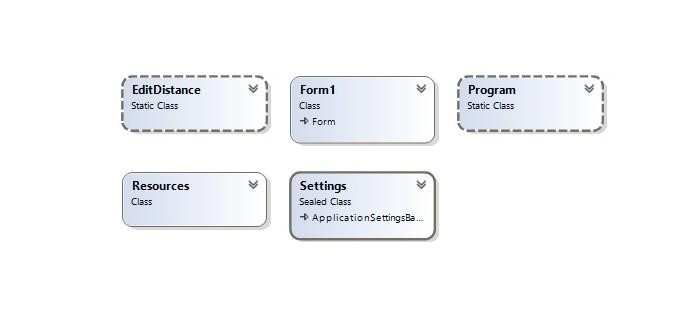 EditDistance
Static Class
Form1
Class
Form
Program
Static Class
Resources
Class
Settings
Sealed Class
ApplicationSettingsBa...